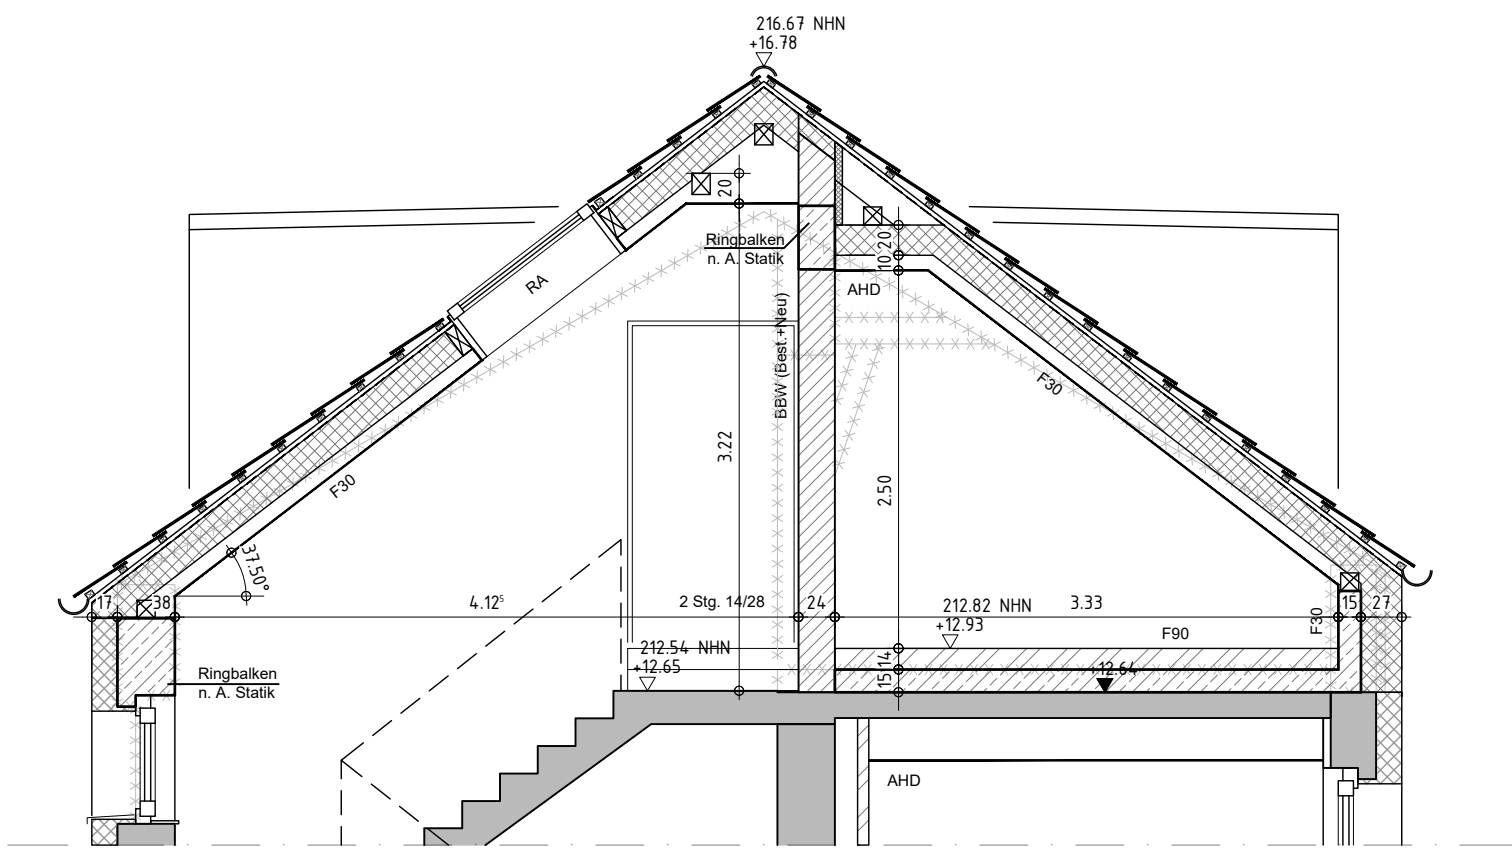 216.67 NHN
+16.78
20
Ringbalken
n. A. Statik
20
10
AHD
RA
BBW (Best.+Neu)
F30
3.22
2.50
F30
37.50°
17
38
4.12⁵
2 Stg. 14/28
24
212.82 NHN
+12.93
3.33
15
27
F30
F90
212.54 NHN
+12.65
14
15
+12.64
Ringbalken
n. A. Statik
AHD